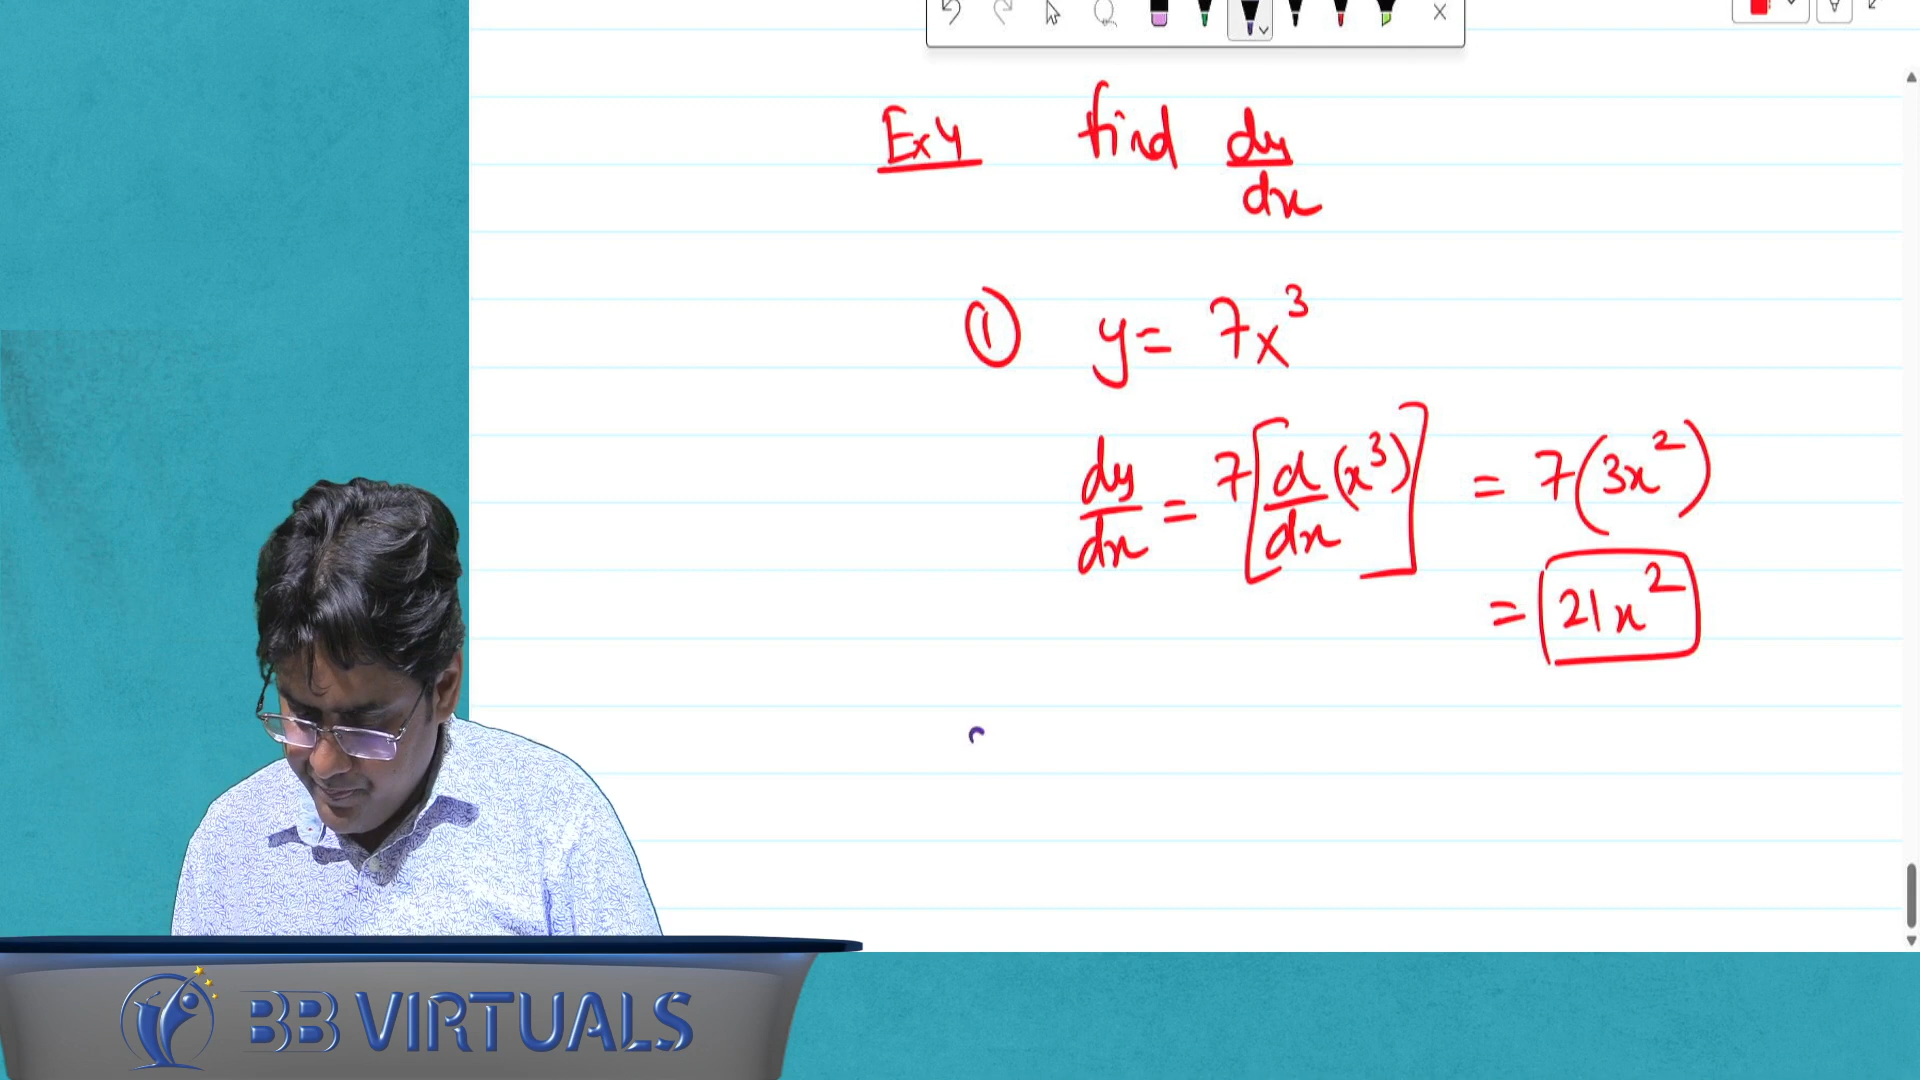 Ex 4 find dy/dx
① y = 7x³
dy/dx = 7[d/dx (x³)] = 7(3x²)
= 21x²
BB VIRTUALS